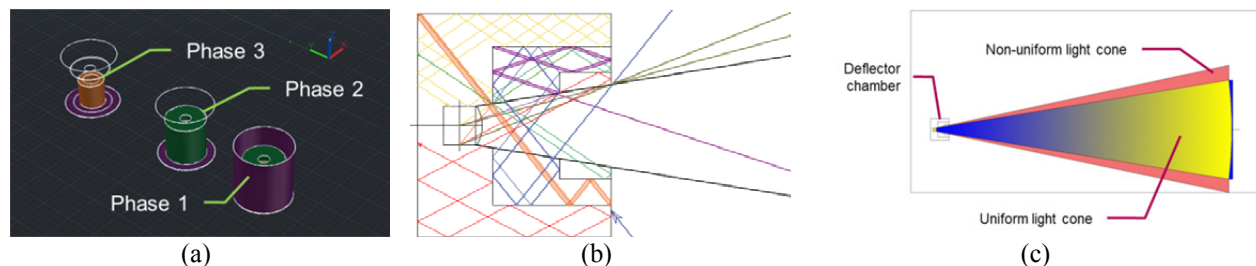 Phase 3
Phase 2
Phase 1
(a)
(b)
Non-uniform light cone
Deflector
chamber
Uniform light cone
(c)